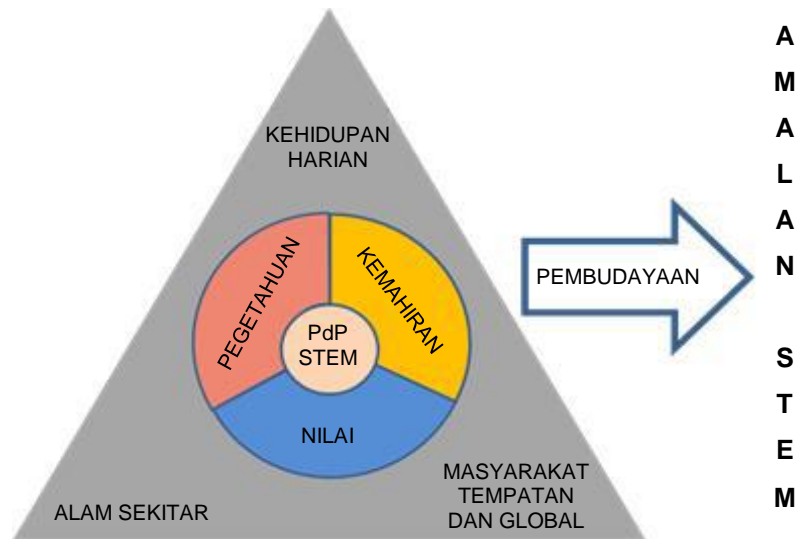 KEHIDUPAN
HARIAN
PEGETAHUAN
KEMAHIRAN
PdP
STEM
NILAI
ALAM SEKITAR
MASYARAKAT
TEMPATAN
DAN GLOBAL
PEMBUDAYAAN
A
M
A
L
A
N
S
T
E
M